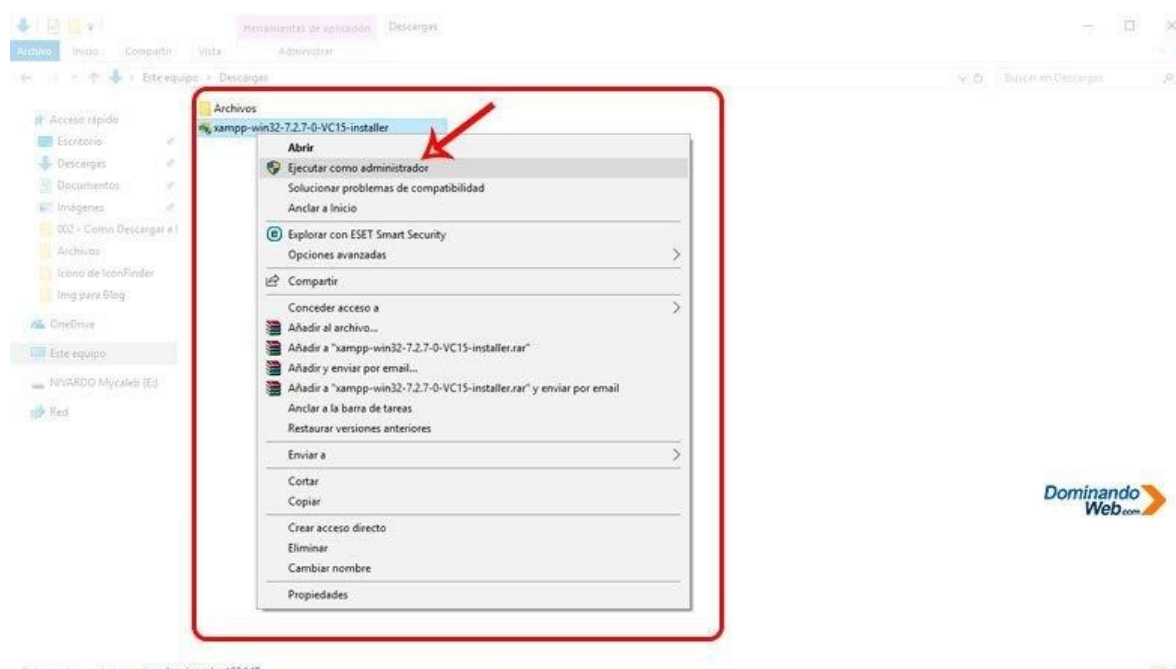 Herramientas de aplicación Descargas
Archivo Inicio Compartir Vista Administrar
Este equipo Descargas Buscar en Descargas
Archivos
xampp-win32-7.2.7-0-VC15-installer
Abrir
Ejecutar como administrador
Solucionar problemas de compatibilidad
Anclar a Inicio
Explorar con ESET Smart Security
Opciones avanzadas
Compartir
Conceder acceso a
Añadir al archivo...
Añadir a "xampp-win32-7.2.7-0-VC15-installer.rar"
Añadir y enviar por email...
Añadir a "xampp-win32-7.2.7-0-VC15-installer.rar" y enviar por email
Anclar a la barra de tareas
Restaurar versiones anteriores
Enviar a
Cortar
Copiar
Crear acceso directo
Eliminar
Cambiar nombre
Propiedades
Acceso rápido
Escritorio
Descargas
Documentos
Imágenes
002 - Como Descargar e I
Archivos
Icono de IconFinder
Img para Blog
OneDrive
Este equipo
NIVARDO Mycaleb (E:)
Red
Dominando
Web.com